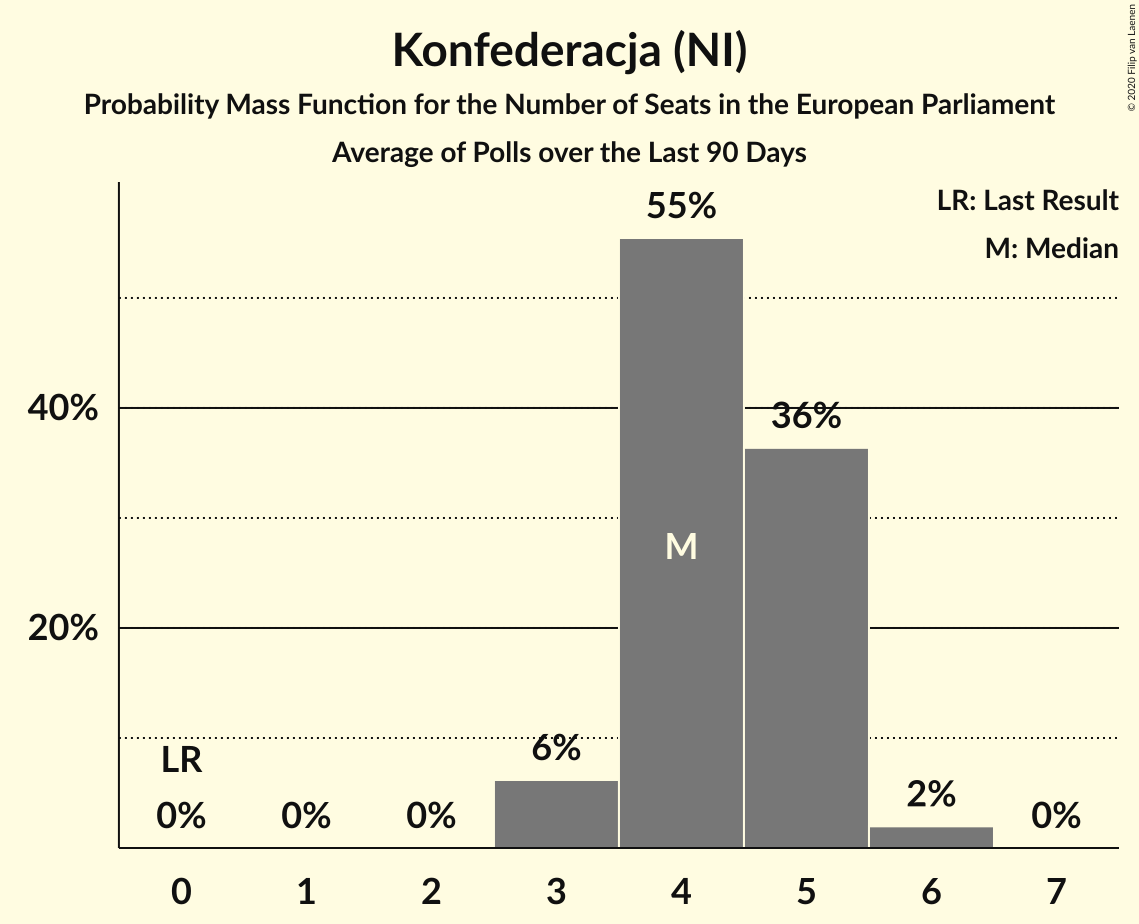 Konfederacja (NI)
Probability Mass Function for the Number of Seats in the European Parliament
Average of Polls over the Last 90 Days
© 2020 Filip van Laenen
LR: Last Result
M: Median
55%
40%
36%
M
20%
LR
6%
0% 0% 0% 2% 0%
0 1 2 3 4 5 6 7